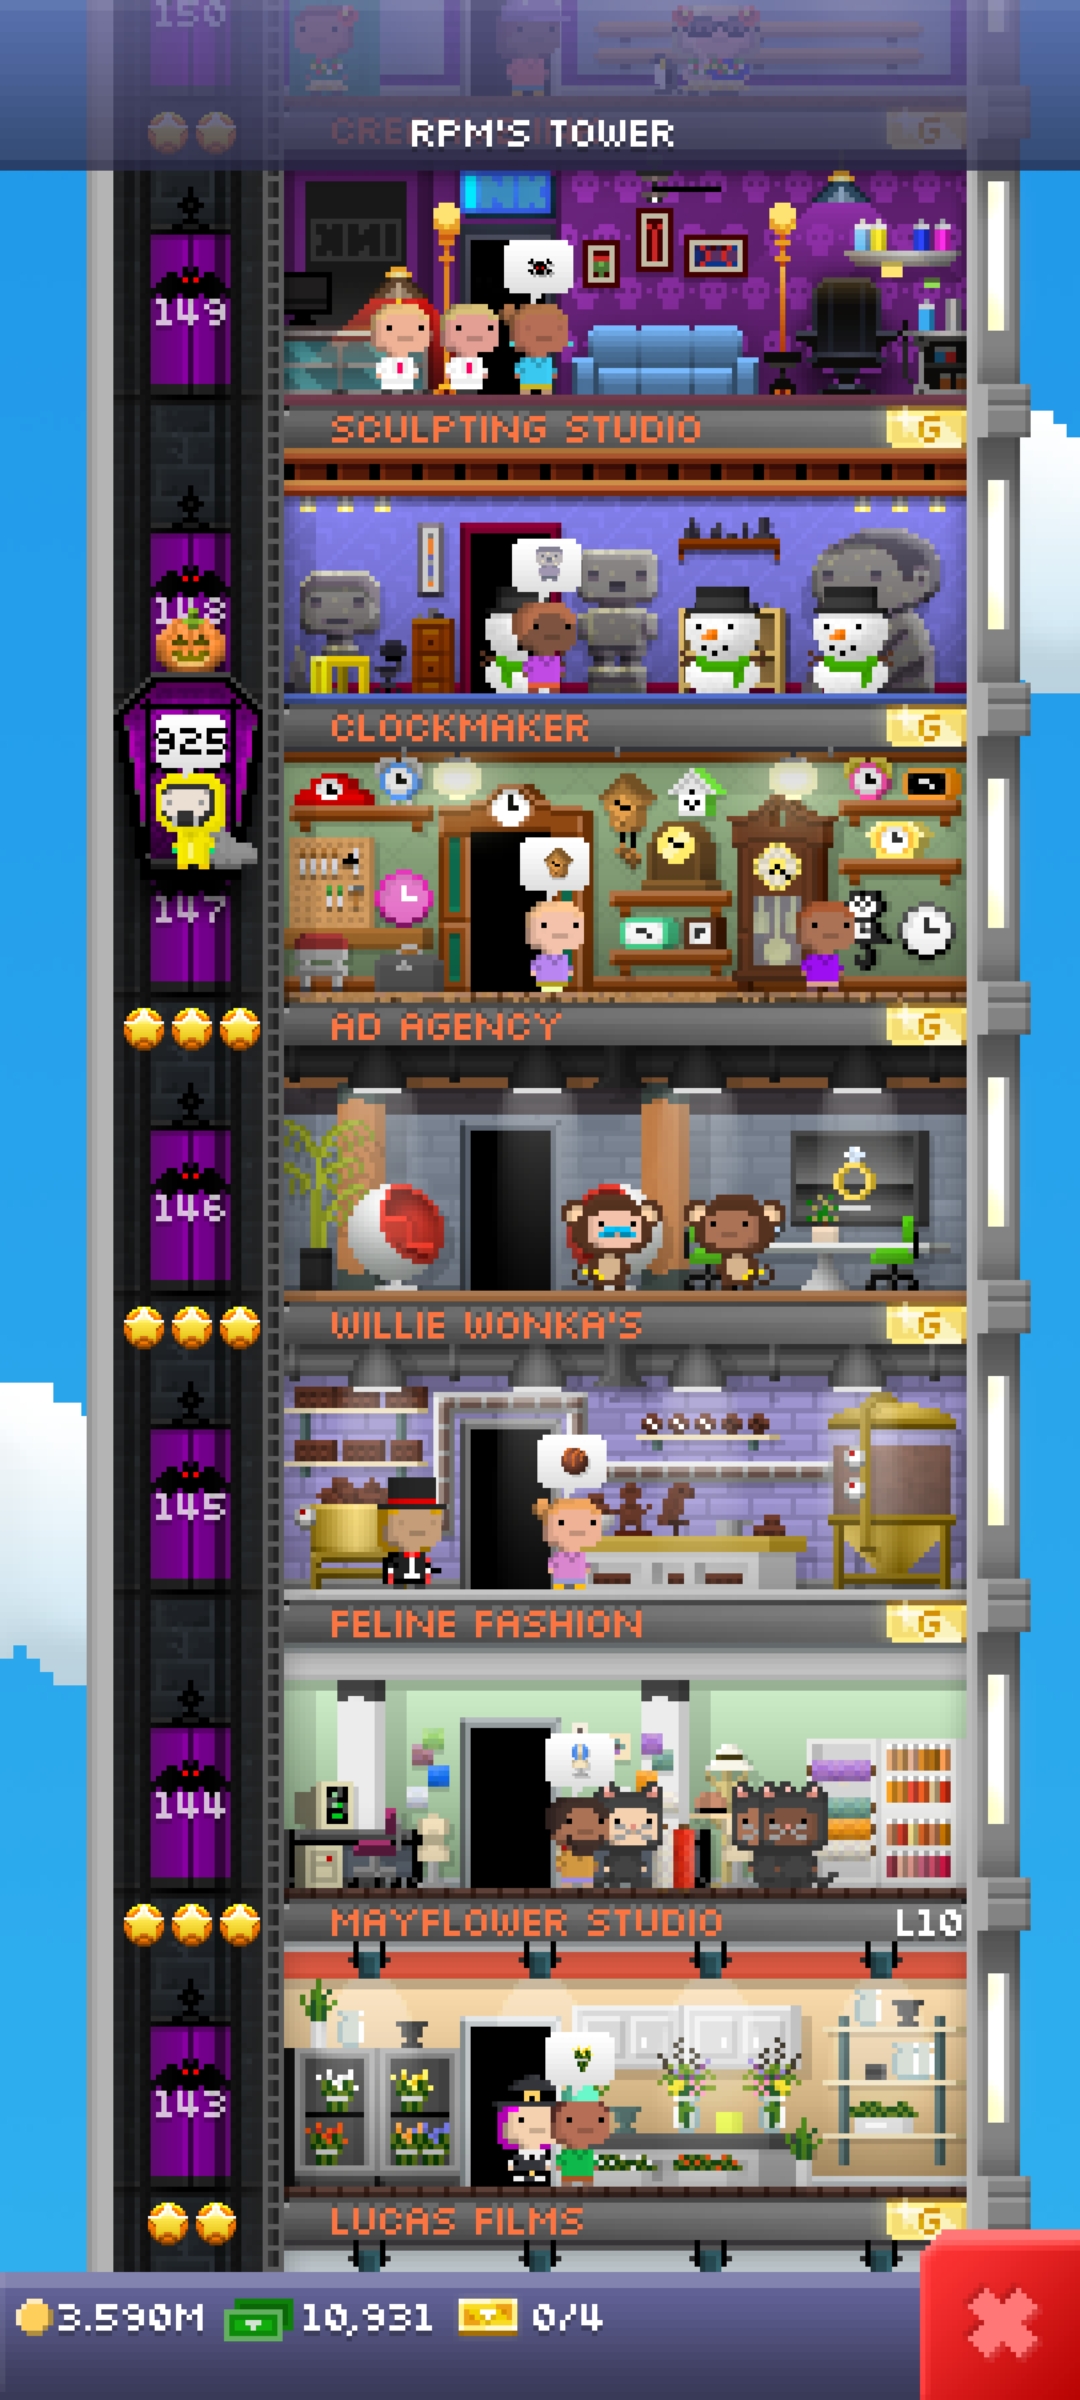 150
RPM'S TOWER
G
INK
149
SCULPTING STUDIO G
148
CLOCKMAKER G
925
147
AD AGENCY G
146
WILLIE WONKA'S G
145
FELINE FASHION G
144
MAYFLOWER STUDIO L10
143
LUCAS FILMS G
3.590M 10,931 0/4